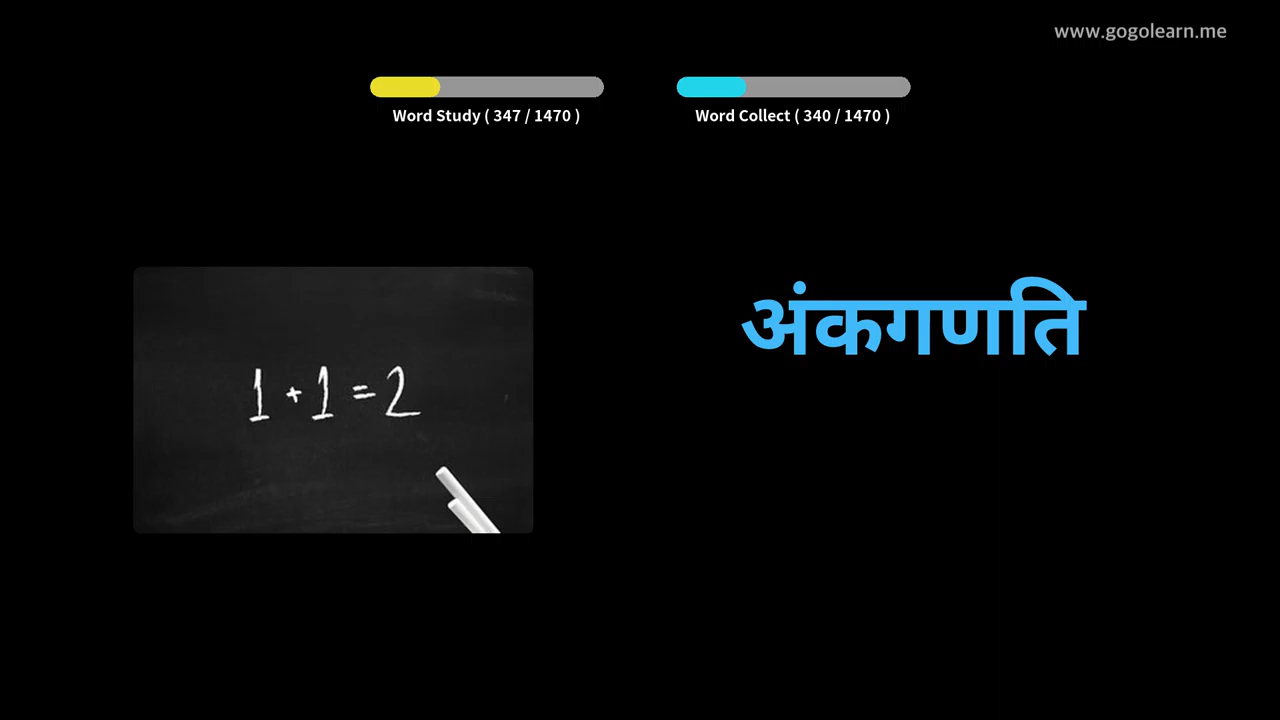 www.gogolearn.me
Word Study ( 347 / 1470 )
Word Collect ( 340 / 1470 )
1 + 1 = 2
अंकगणति